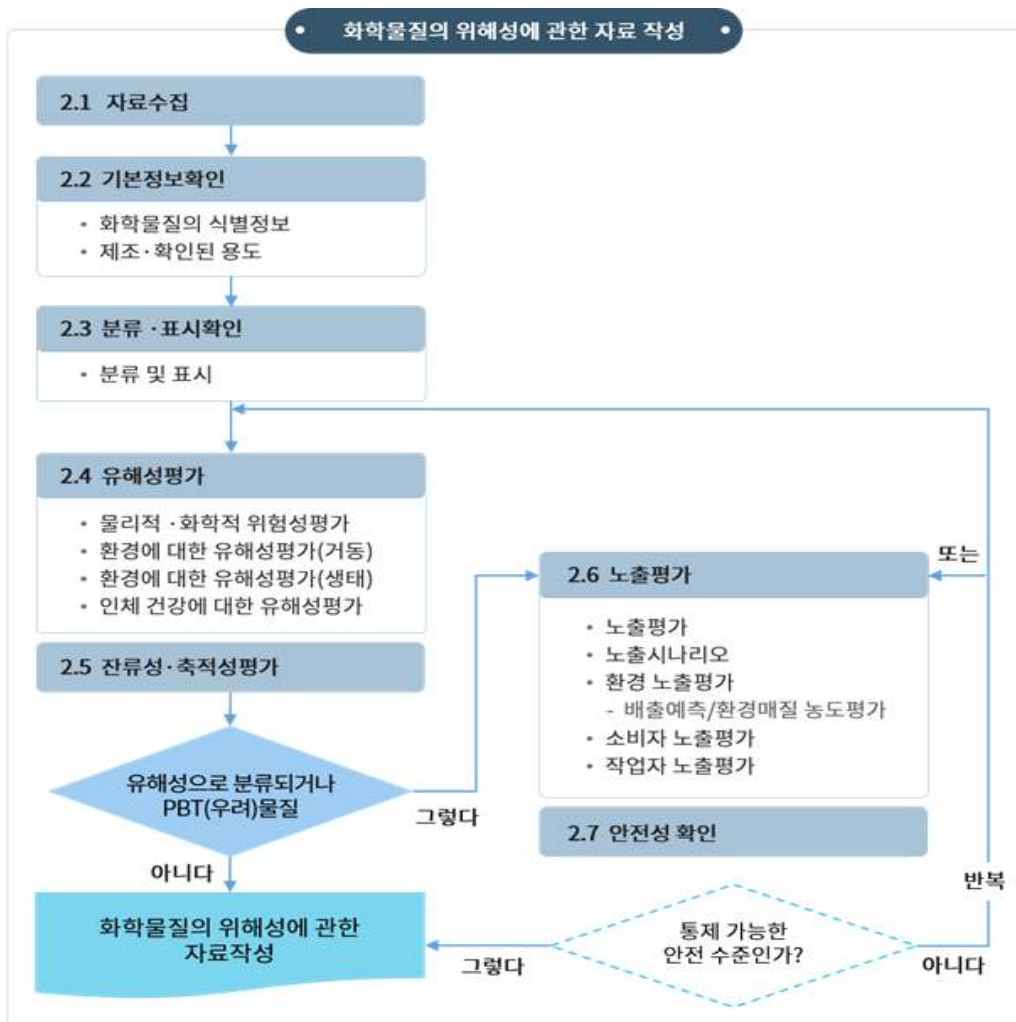 화학물질의 위해성에 관한 자료 작성
2.1 자료수집
2.2 기본정보확인
• 화학물질의 식별정보
• 제조·확인된 용도
2.3 분류 ·표시확인
• 분류 및 표시
2.4 유해성평가
• 물리적 ·화학적 위험성평가
• 환경에 대한 유해성평가(거동)
• 환경에 대한 유해성평가(생태)
• 인체 건강에 대한 유해성평가
2.5 잔류성·축적성평가
유해성으로 분류되거나
PBT(우려)물질
그렇다
아니다
또는
2.6 노출평가
• 노출평가
• 노출시나리오
• 환경 노출평가
- 배출예측/환경매질 농도평가
• 소비자 노출평가
• 작업자 노출평가
2.7 안전성 확인
반복
통제 가능한
안전 수준인가?
그렇다
아니다
화학물질의 위해성에 관한
자료작성